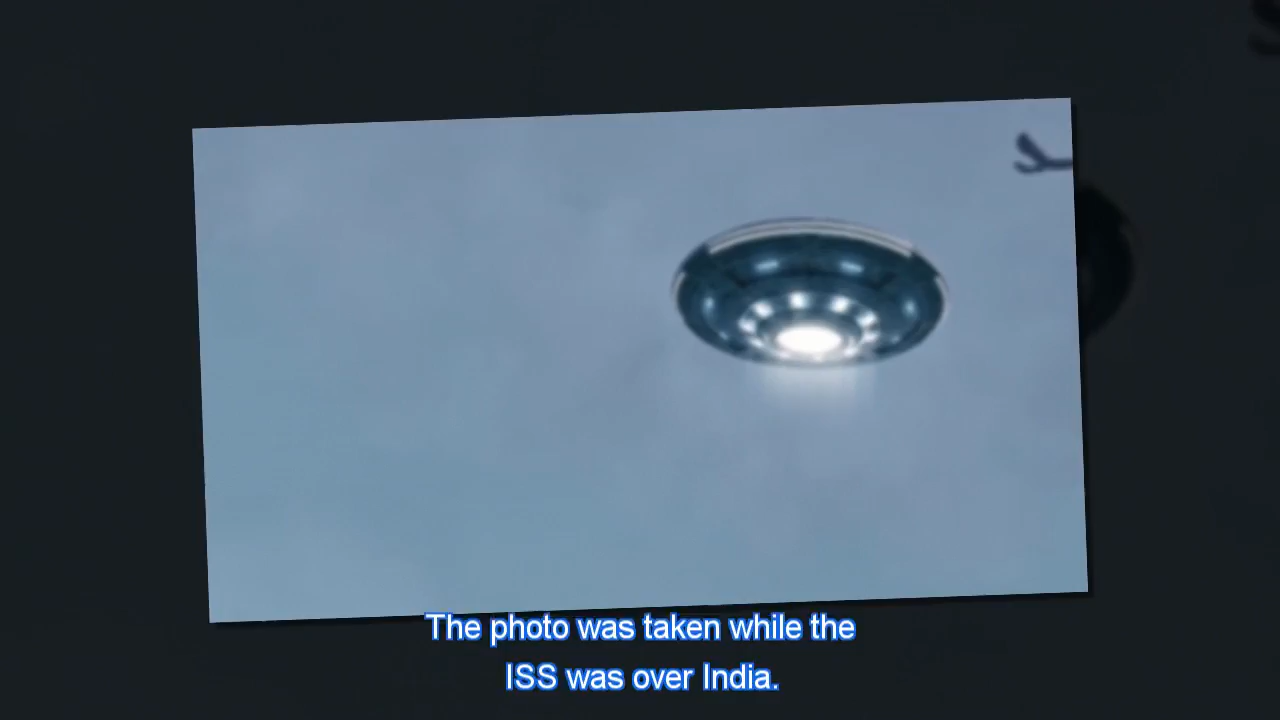 The photo was taken while the
ISS was over India.